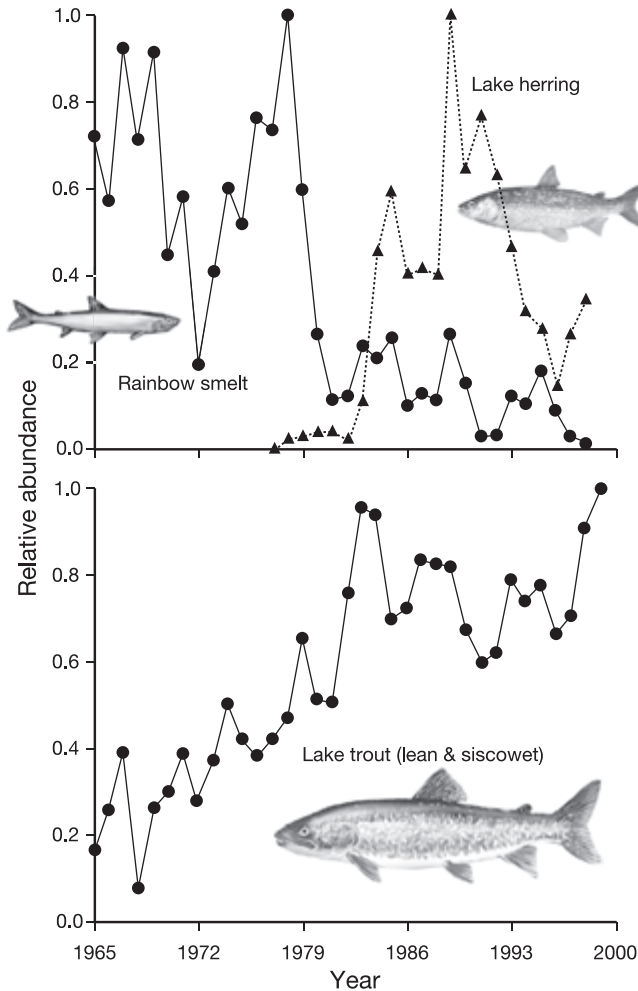 1.0
Lake herring
0.8
0.6
0.4
0.2
Rainbow smelt
0.0
Relative abundance
1.0
0.8
0.6
0.4
Lake trout (lean & siscowet)
0.2
0.0
1965 1972 1979 1986 1993 2000
Year